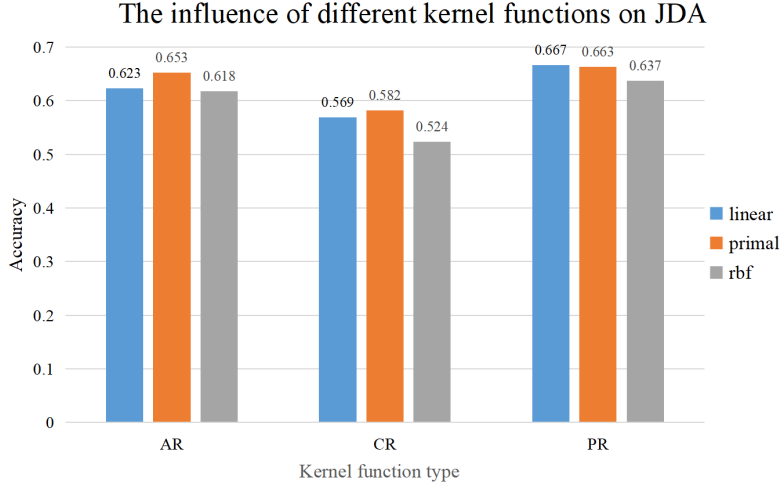 The influence of different kernel functions on JDA
0.7
0.6
0.5
0.4
0.3
0.2
0.1
0
Accuracy
0.623
0.653
0.618
0.569
0.582
0.524
0.667
0.663
0.637
AR
CR
PR
Kernel function type
linear
primal
rbf